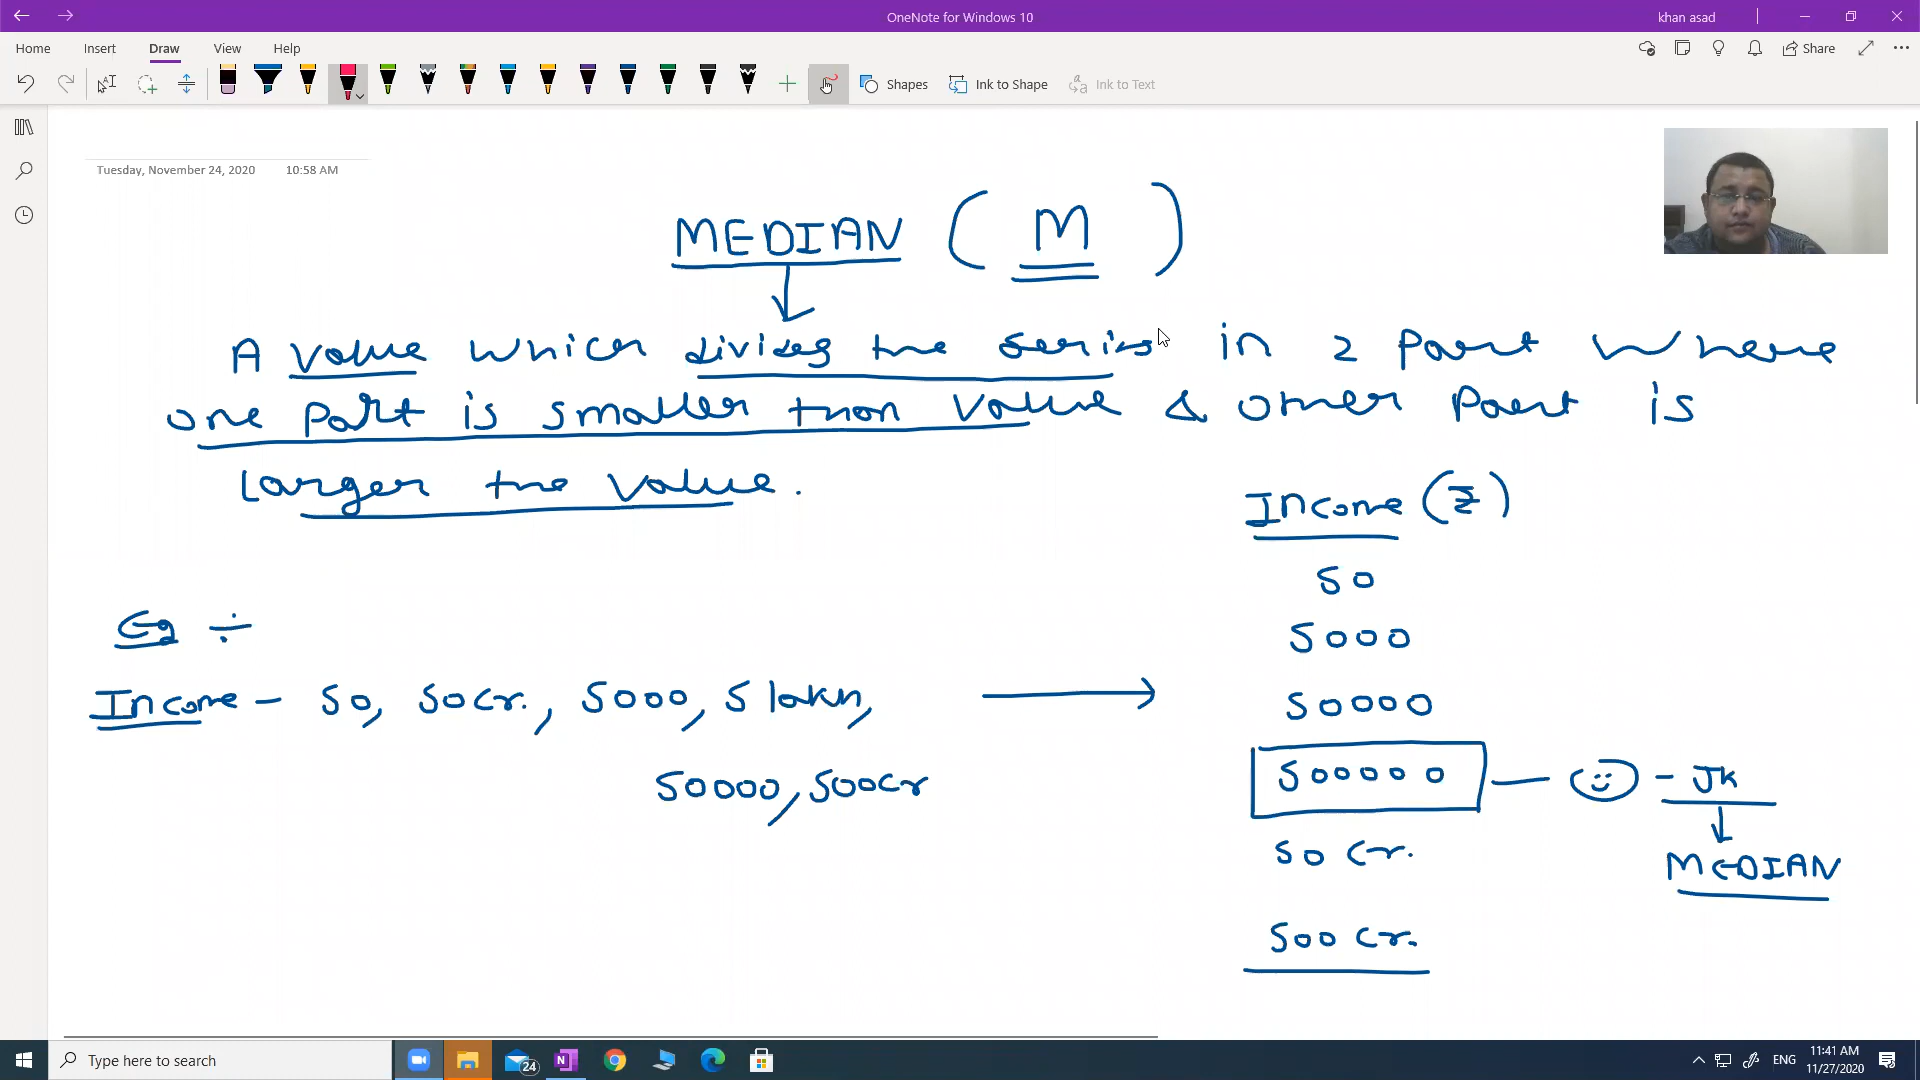 OneNote for Windows 10
khan asad
Home Insert Draw View Help
Share
Shapes Ink to Shape Ink to Text
Tuesday, November 24, 2020 10:58 AM
MEDIAN ( M )
A value which divides the series in 2 part where
one part is smaller than value & other part is
larger the value.
Income (₹)
50
5000
50000
500000 — - JK
MEDIAN
50 Cr.
500 Cr.
Eg ÷
Income - 50, 50Cr., 5000, 5 lakh,
50000, 500Cr
Type here to search
24
ENG
11:41 AM
11/27/2020